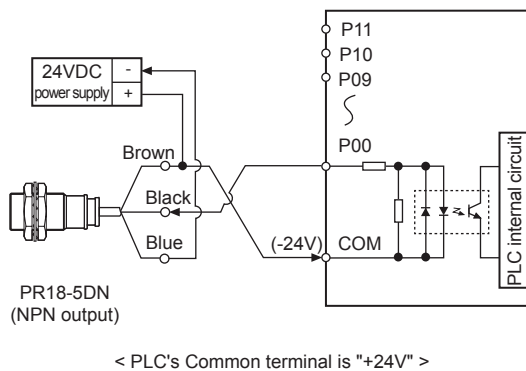 24VDC
power supply
-
+
P11
P10
P09
P00
Brown
Black
Blue
(-24V)
COM
PLC internal circuit
PR18-5DN
(NPN output)
< PLC's Common terminal is "+24V" >